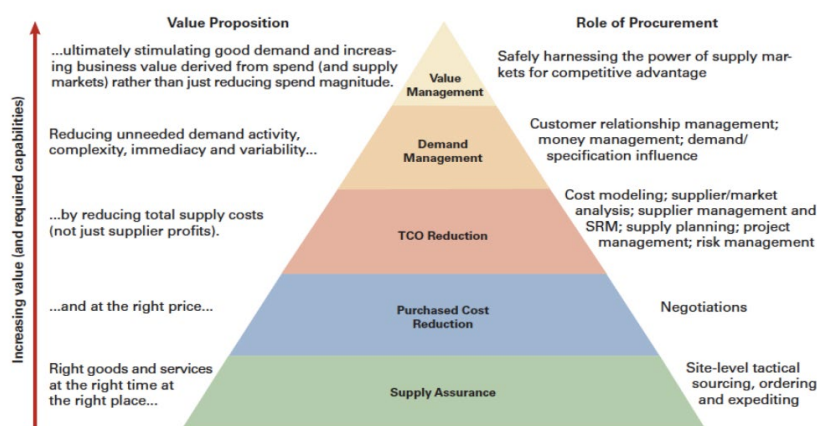 Value Proposition
Role of Procurement
Increasing value (and required capabilities)
...ultimately stimulating good demand and increas-
ing business value derived from spend (and supply
markets) rather than just reducing spend magnitude.
Value
Management
Safely harnessing the power of supply mar-
kets for competitive advantage
Reducing unneeded demand activity,
complexity, immediacy and variability...
Demand
Management
Customer relationship management;
money management; demand/
specification influence
...by reducing total supply costs
(not just supplier profits).
TCO Reduction
Cost modeling; supplier/market
analysis; supplier management and
SRM; supply planning; project
management; risk management
...and at the right price...
Purchased Cost
Reduction
Negotiations
Right goods and services
at the right time at
the right place...
Supply Assurance
Site-level tactical
sourcing, ordering
and expediting